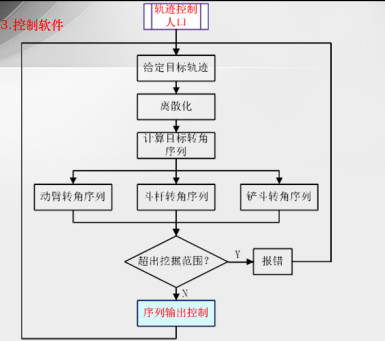 3.控制软件
轨迹控制
人口
给定目标轨迹
离散化
计算目标转角
序列
动臂转角序列
斗杆转角序列
铲斗转角序列
超出挖掘范围？
Y
报错
N
序列输出控制